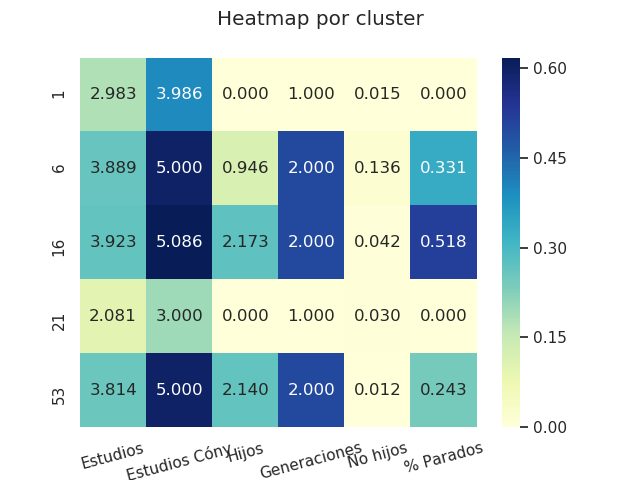 Heatmap por cluster
1 2.983 3.986 0.000 1.000 0.015 0.000
6 3.889 5.000 0.946 2.000 0.136 0.331
16 3.923 5.086 2.173 2.000 0.042 0.518
21 2.081 3.000 0.000 1.000 0.030 0.000
53 3.814 5.000 2.140 2.000 0.012 0.243
Estudios Estudios Cóny Hijos Generaciones No hijos % Parados
0.60
0.45
0.30
0.15
0.00